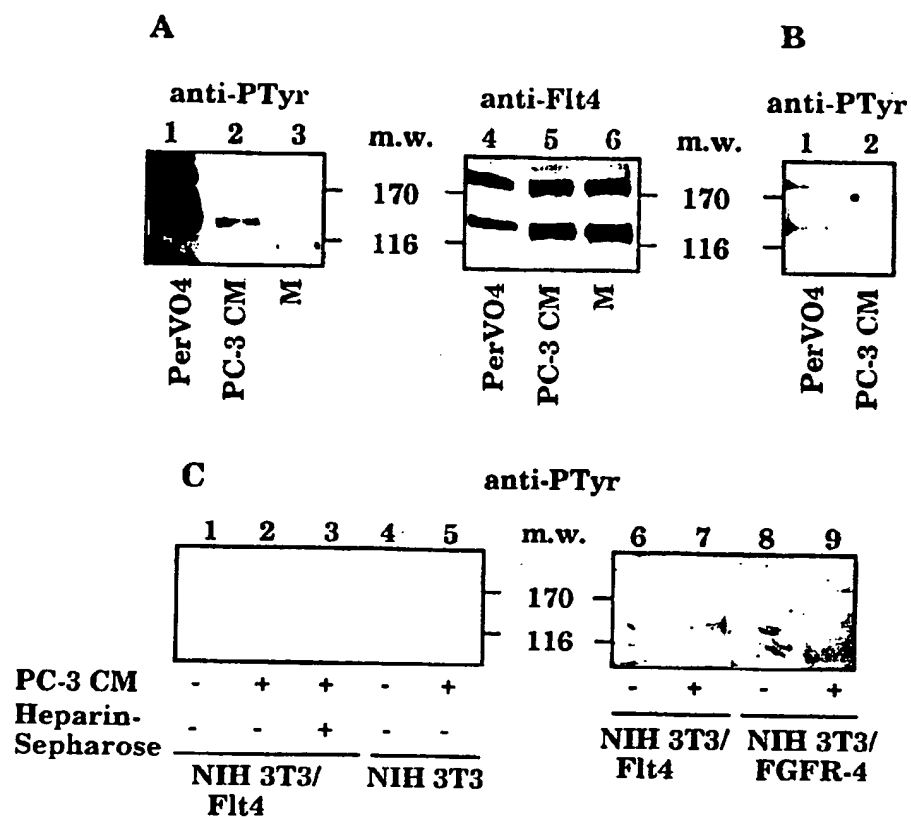 A
B
anti-PTyr
anti-Flt4
anti-PTyr
1 2 3 m.w. 4 5 6 m.w. 1 2
170 170
116 116
PerVO4 PC-3 CM M PerVO4 PC-3 CM M PerVO4 PC-3 CM
C
anti-PTyr
1 2 3 4 5 m.w. 6 7 8 9
170
116
PC-3 CM - + + - + - + - +
Heparin-
Sepharose - - + - -
NIH 3T3/ NIH 3T3 NIH 3T3/ NIH 3T3/
Flt4 Flt4 FGFR-4